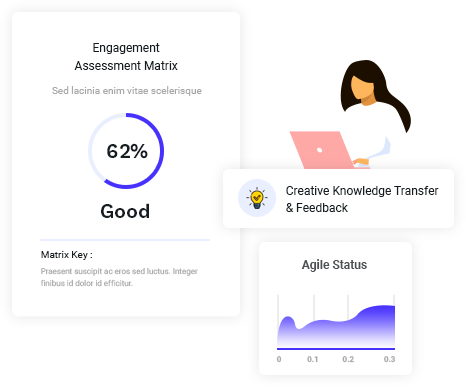 Engagement
Assessment Matrix
Sed lacinia enim vitae scelerisque
62%
Good
Matrix Key :
Praesent suscipit ac eros sed luctus. Integer
finibus id dolor id efficitur.
Creative Knowledge Transfer
& Feedback
Agile Status
0 0.1 0.2 0.3